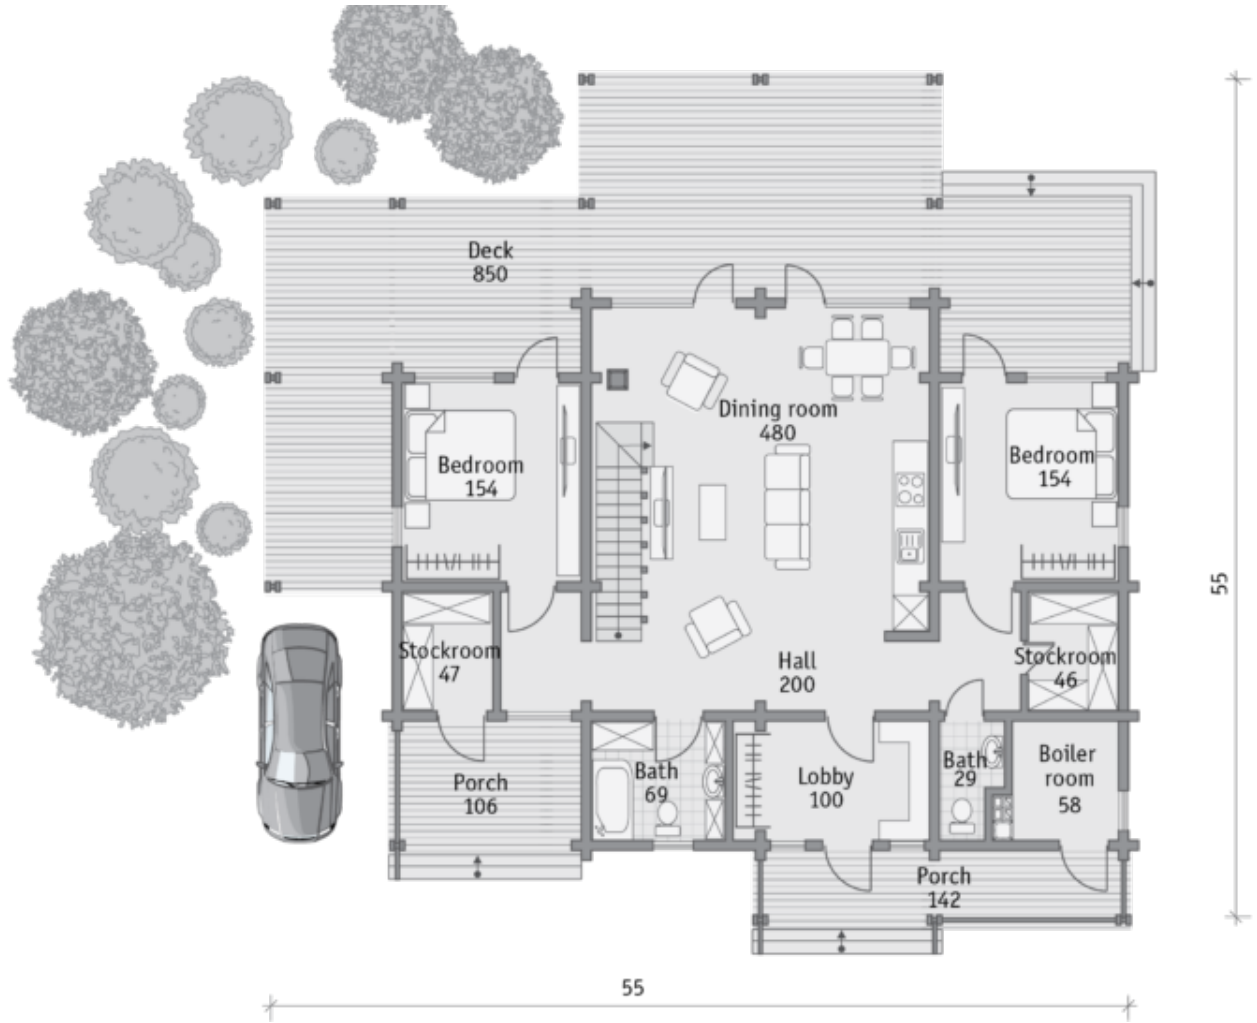 Deck
850
Dining room
480
Bedroom
154
Bedroom
154
Stockroom
47
Hall
200
Stockroom
46
55
Porch
106
Bath
69
Lobby
100
Bath
29
Boiler
room
58
Porch
142
55